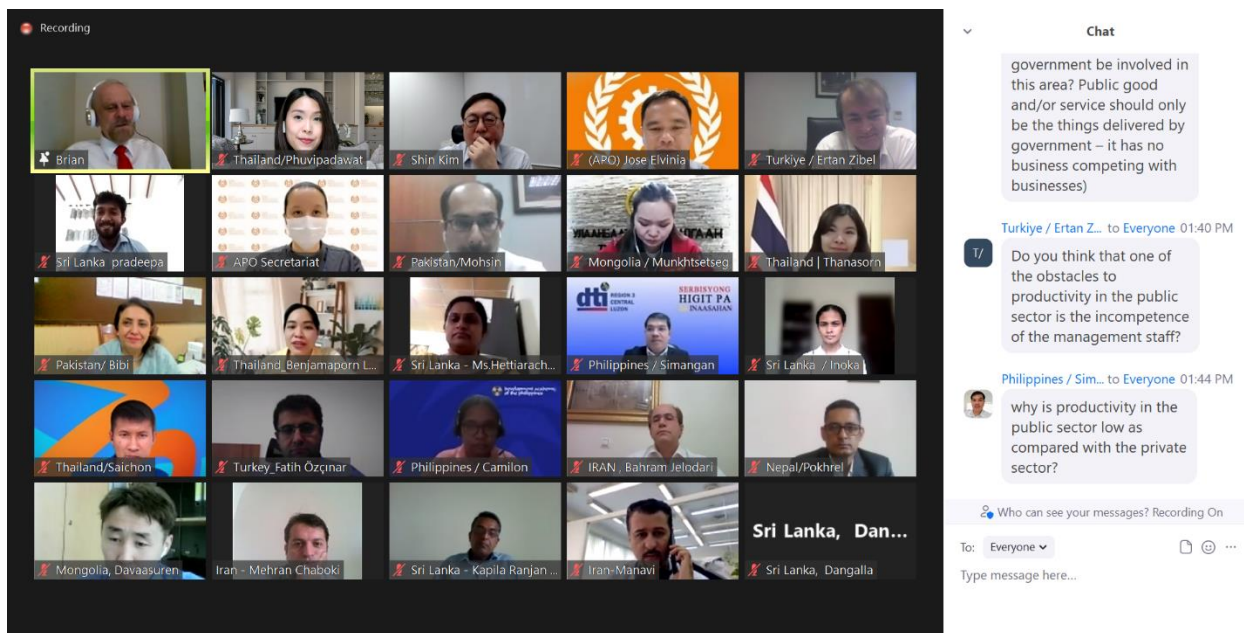 Recording
Brian
Thailand/Phuvipadawat
Shin Kim
(APO) Jose Elvinia
Turkiye / Ertan Zibel
Sri Lanka pradeepa
APO Secretariat
Pakistan/Mohsin
Mongolia / Munkhtsetseg
Thailand | Thanasorn
Pakistan/ Bibi
Thailand_Benjamaporn L...
Sri Lanka - Ms.Hettiarach...
dti
REGION 3
CENTRAL
LUZON
SERBISYONG
HIGIT PA
SA INAASAHAN
Philippines / Simangan
Sri Lanka / Inoka
Thailand/Saichon
Turkey_Fatih Özçınar
Philippines / Camilon
IRAN , Bahram Jelodari
Nepal/Pokhrel
Mongolia, Davaasuren
Iran - Mehran Chaboki
Sri Lanka - Kapila Ranjan ...
Iran-Manavi
Sri Lanka, Dan...
Sri Lanka, Dangalla
Chat
government be involved in
this area? Public good
and/or service should only
be the things delivered by
government – it has no
business competing with
businesses)
Turkiye / Ertan Z... to Everyone 01:40 PM
T/
Do you think that one of
the obstacles to
productivity in the public
sector is the incompetence
of the management staff?
Philippines / Sim... to Everyone 01:44 PM
why is productivity in the
public sector low as
compared with the private
sector?
Who can see your messages? Recording On
To: Everyone
Type message here...